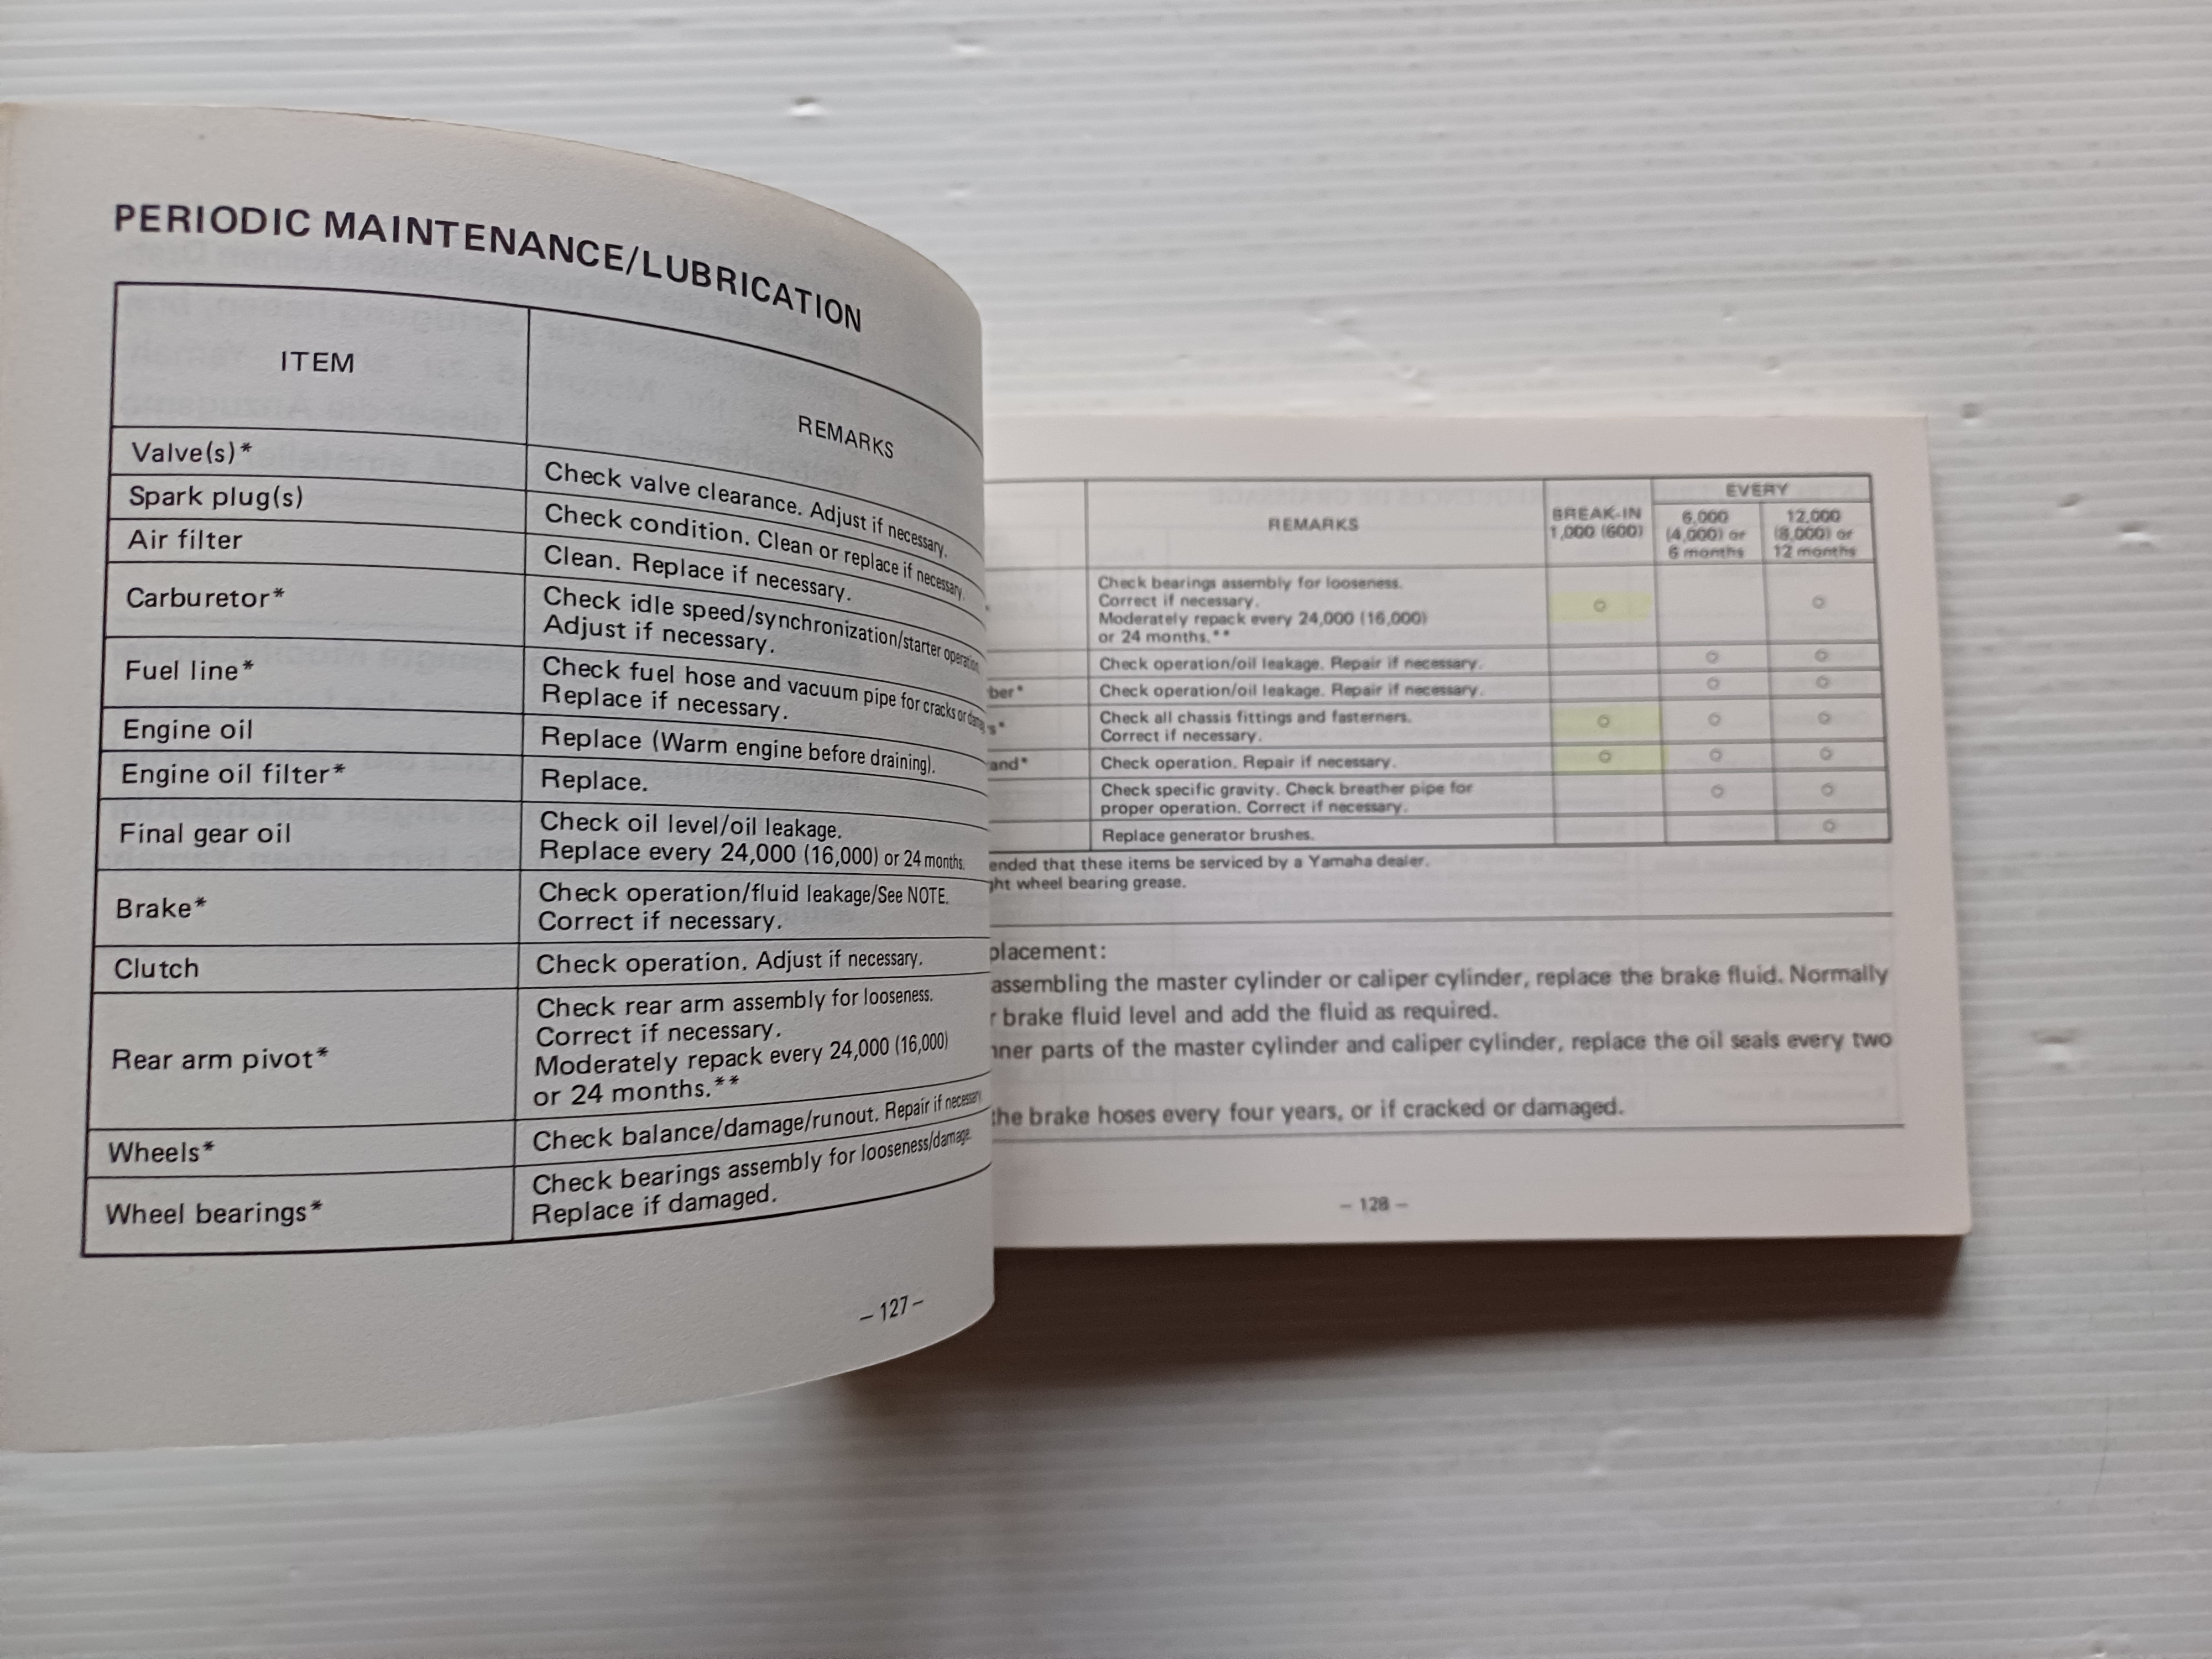 PERIODIC MAINTENANCE/LUBRICATION
ITEM
REMARKS
Valve(s)*
Check valve clearance. Adjust if necessary.
Spark plug(s)
Check condition. Clean or replace if necessary.
Air filter
Clean. Replace if necessary.
Carburetor*
Check idle speed/synchronization/starter operation.
Adjust if necessary.
Fuel line*
Check fuel hose and vacuum pipe for cracks or
Replace if necessary.
Engine oil
Replace (Warm engine before draining).
Engine oil filter*
Replace.
Final gear oil
Check oil level/oil leakage.
Replace every 24,000 (16,000) or 24 months.
Brake*
Check operation/fluid leakage/See NOTE.
Correct if necessary.
Clutch
Check operation. Adjust if necessary.
Rear arm pivot*
Check rear arm assembly for looseness.
Correct if necessary.
Moderately repack every 24,000 (16,000)
or 24 months.**
Wheels*
Check balance/damage/runout. Repair if necessary.
Wheel bearings*
Check bearings assembly for looseness/damage.
Replace if damaged.
– 127 –
REMARKS
BREAK-IN
1,000 (600)
EVERY
6,000
(4,000) or
6 months
12,000
(8,000) or
12 months
Check bearings assembly for looseness.
Correct if necessary.
Moderately repack every 24,000 (16,000)
or 24 months.**
Check operation/oil leakage. Repair if necessary.
ber*
Check operation/oil leakage. Repair if necessary.
s*
Check all chassis fittings and fasterners.
Correct if necessary.
and*
Check operation. Repair if necessary.
Check specific gravity. Check breather pipe for
proper operation. Correct if necessary.
Replace generator brushes.
ended that these items be serviced by a Yamaha dealer.
ght wheel bearing grease.
placement:
assembling the master cylinder or caliper cylinder, replace the brake fluid. Normally
r brake fluid level and add the fluid as required.
nner parts of the master cylinder and caliper cylinder, replace the oil seals every two
the brake hoses every four years, or if cracked or damaged.
– 128 –